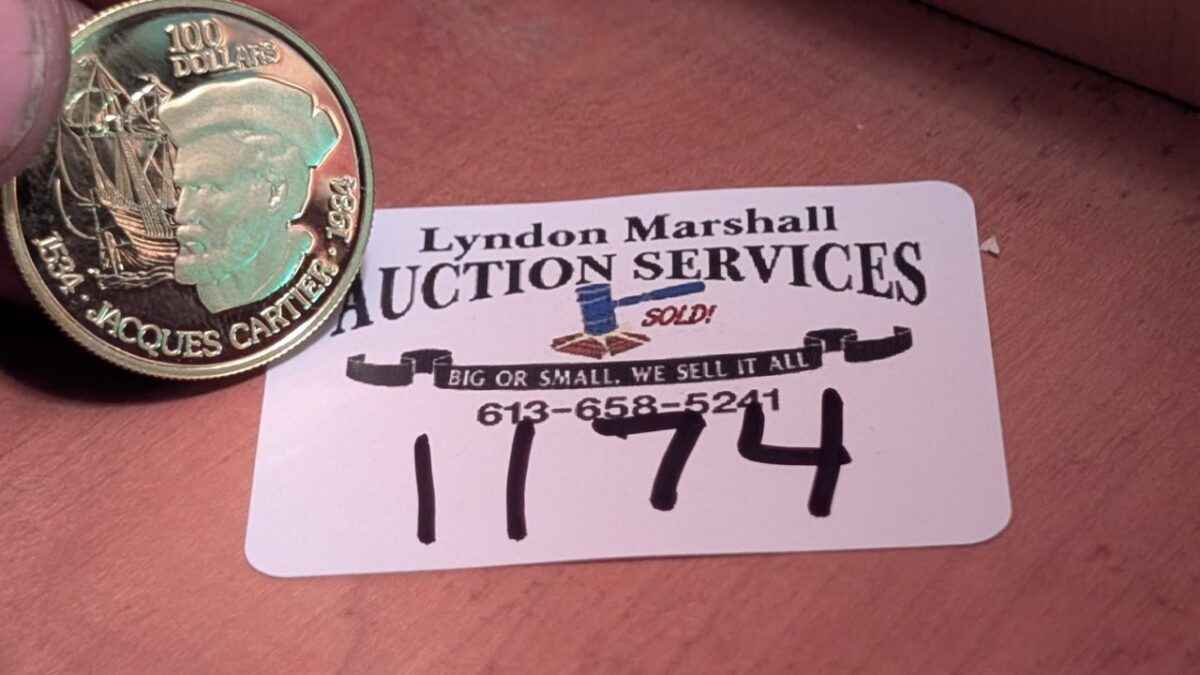 100
DOLLARS
1534 · JACQUES CARTIER · 1984
Lyndon Marshall
AUCTION SERVICES
SOLD!
BIG OR SMALL, WE SELL IT ALL
613-658-5241
1174